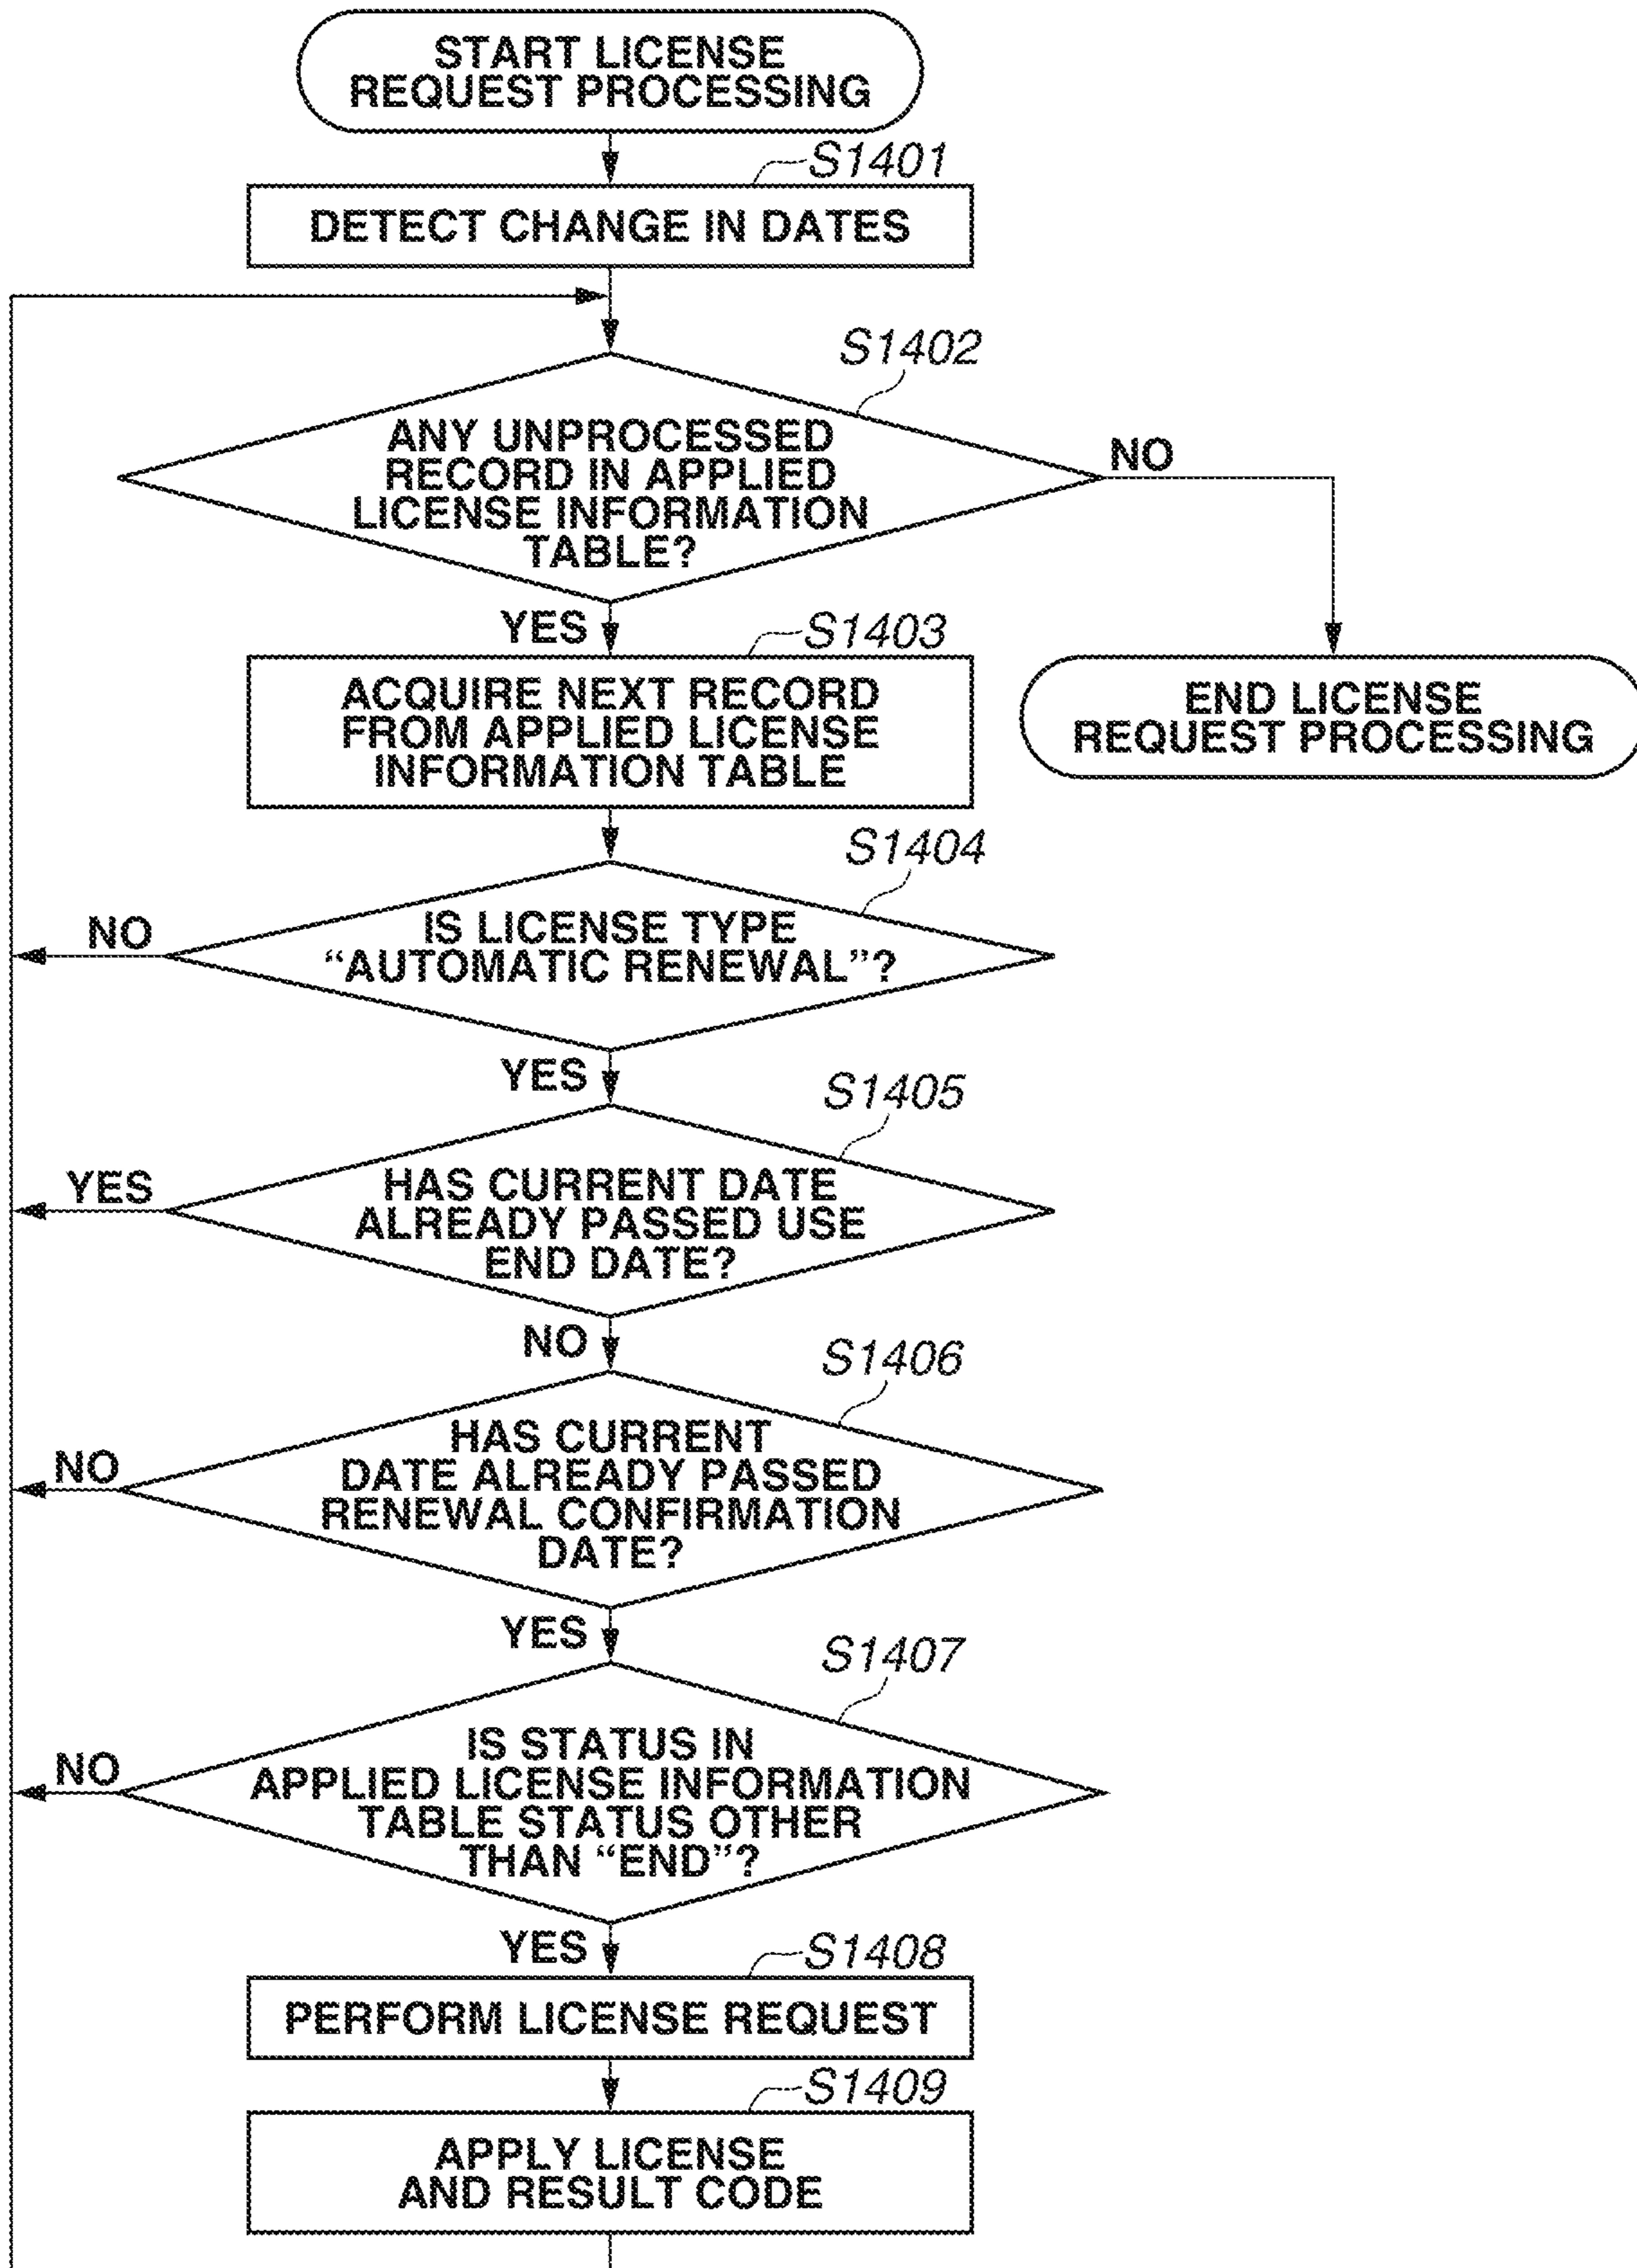 START LICENSE
REQUEST PROCESSING
S1401
DETECT CHANGE IN DATES
S1402
ANY UNPROCESSED
RECORD IN APPLIED
LICENSE INFORMATION
TABLE?
NO
YES
S1403
ACQUIRE NEXT RECORD
FROM APPLIED LICENSE
INFORMATION TABLE
END LICENSE
REQUEST PROCESSING
S1404
IS LICENSE TYPE
“AUTOMATIC RENEWAL”?
NO
YES
S1405
HAS CURRENT DATE
ALREADY PASSED USE
END DATE?
YES
NO
S1406
HAS CURRENT
DATE ALREADY PASSED
RENEWAL CONFIRMATION
DATE?
NO
YES
S1407
IS STATUS IN
APPLIED LICENSE INFORMATION
TABLE STATUS OTHER
THAN “END”?
NO
YES
S1408
PERFORM LICENSE REQUEST
S1409
APPLY LICENSE
AND RESULT CODE